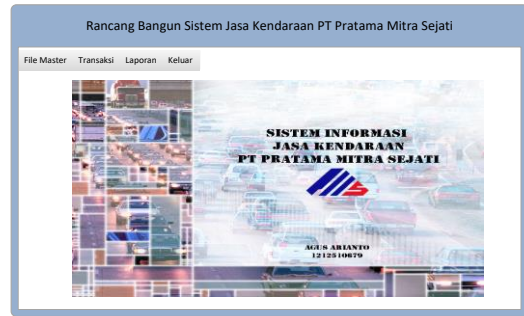 Rancang Bangun Sistem Jasa Kendaraan PT Pratama Mitra Sejati
File Master Transaksi Laporan Keluar
SISTEM INFORMASI
JASA KENDARAAN
PT PRATAMA MITRA SEJATI
AGUS ARIANTO
1212510679